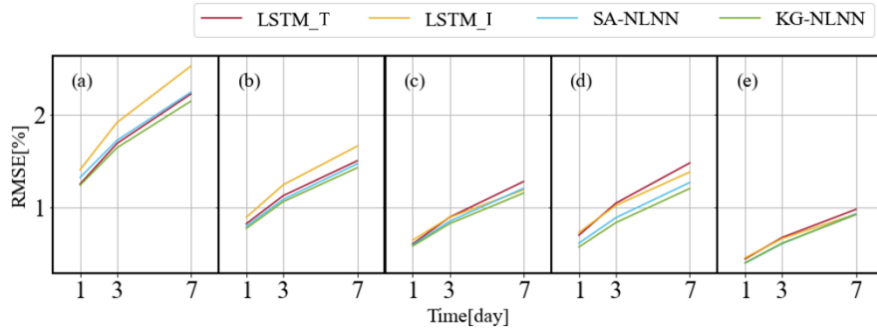 LSTM_T LSTM_I SA-NLNN KG-NLNN
(a) (b) (c) (d) (e)
2
1
RMSE[%]
1 3 7 1 3 7 1 3 7 1 3 7 1 3 7
Time[day]